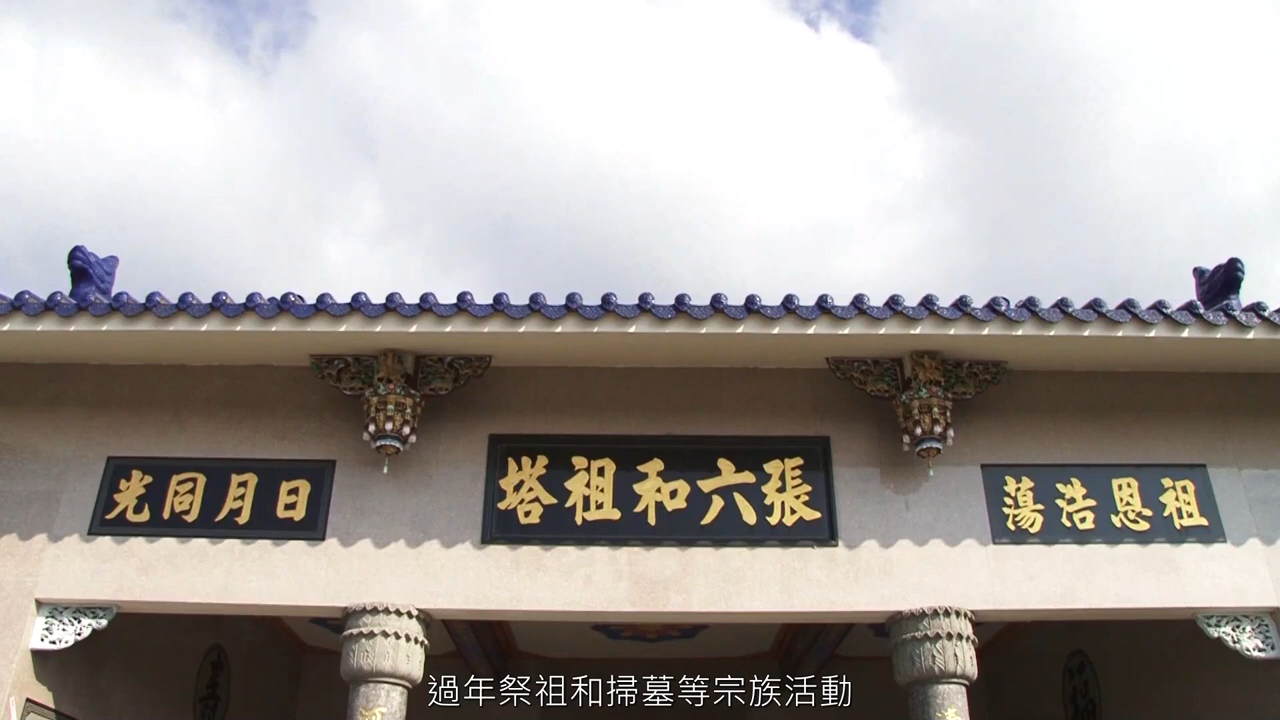 祖恩浩蕩
張六和祖塔
日月同光
過年祭祖和掃墓等宗族活動